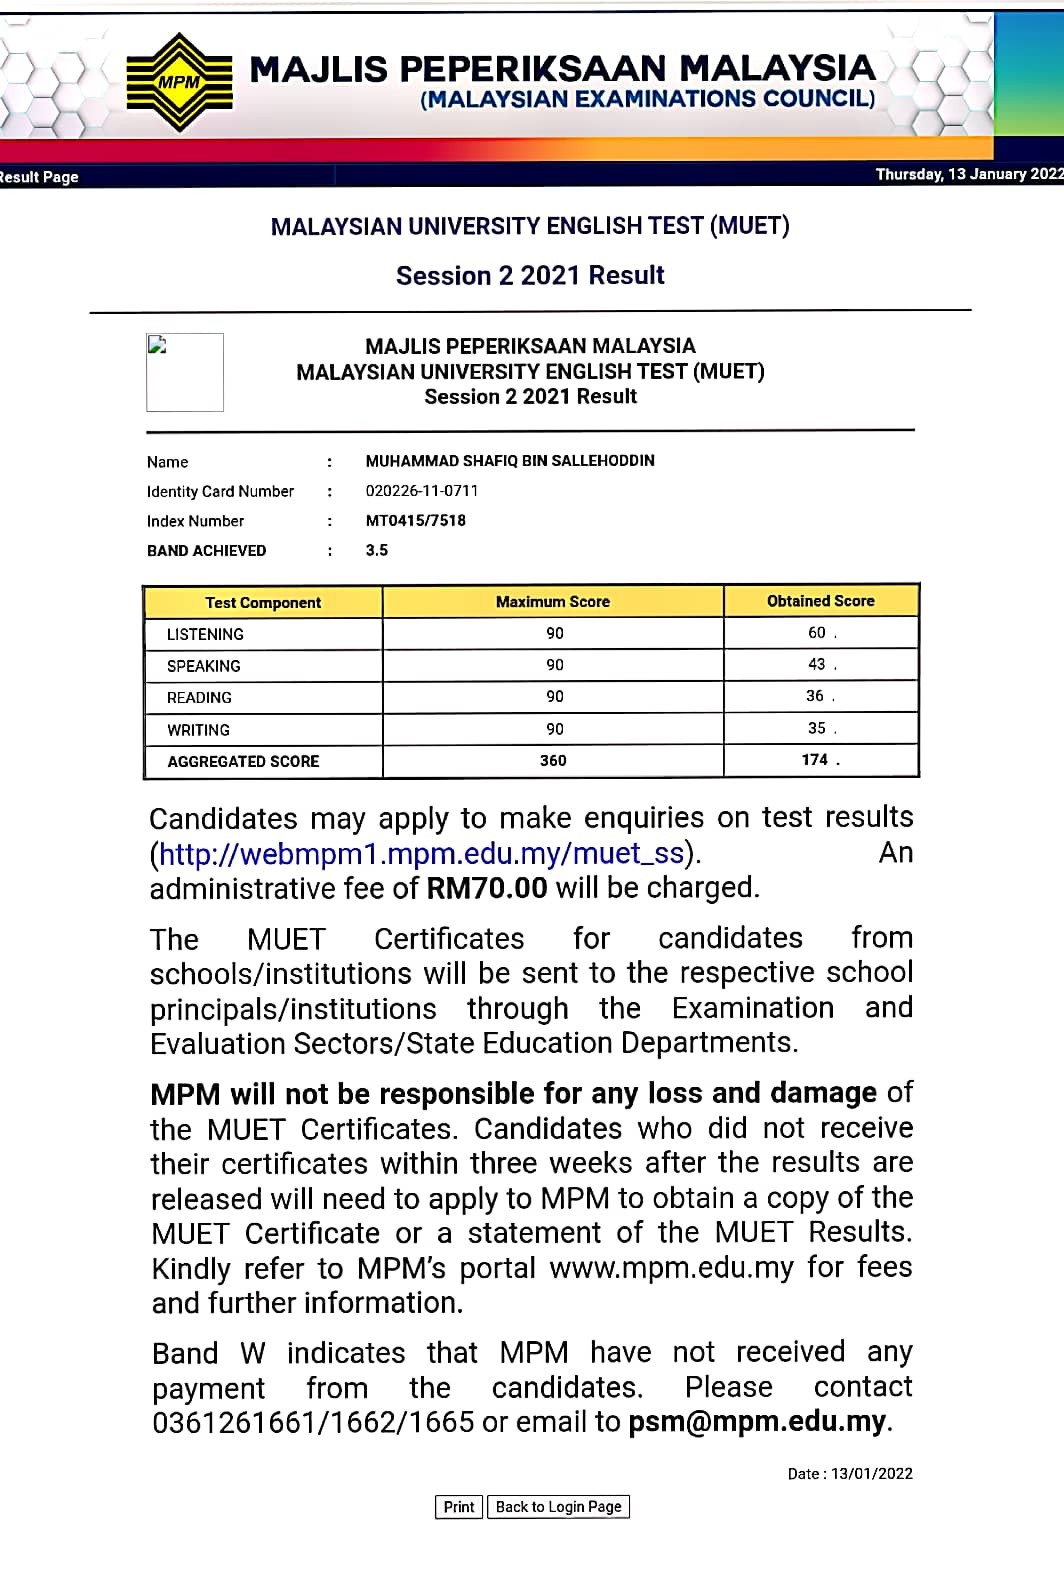 MPM
MAJLIS PEPERIKSAAN MALAYSIA
(MALAYSIAN EXAMINATIONS COUNCIL)
Result Page
Thursday, 13 January 2022
MALAYSIAN UNIVERSITY ENGLISH TEST (MUET)
Session 2 2021 Result
MAJLIS PEPERIKSAAN MALAYSIA
MALAYSIAN UNIVERSITY ENGLISH TEST (MUET)
Session 2 2021 Result
Name : MUHAMMAD SHAFIQ BIN SALLEHODDIN
Identity Card Number : 020226-11-0711
Index Number : MT0415/7518
BAND ACHIEVED : 3.5
Test Component Maximum Score Obtained Score
LISTENING 90 60 .
SPEAKING 90 43 .
READING 90 36 .
WRITING 90 35 .
AGGREGATED SCORE 360 174 .
Candidates may apply to make enquiries on test results
(http://webmpm1.mpm.edu.my/muet_ss). An
administrative fee of RM70.00 will be charged.
The MUET Certificates for candidates from
schools/institutions will be sent to the respective school
principals/institutions through the Examination and
Evaluation Sectors/State Education Departments.
MPM will not be responsible for any loss and damage of
the MUET Certificates. Candidates who did not receive
their certificates within three weeks after the results are
released will need to apply to MPM to obtain a copy of the
MUET Certificate or a statement of the MUET Results.
Kindly refer to MPM's portal www.mpm.edu.my for fees
and further information.
Band W indicates that MPM have not received any
payment from the candidates. Please contact
0361261661/1662/1665 or email to psm@mpm.edu.my.
Date : 13/01/2022
Print Back to Login Page